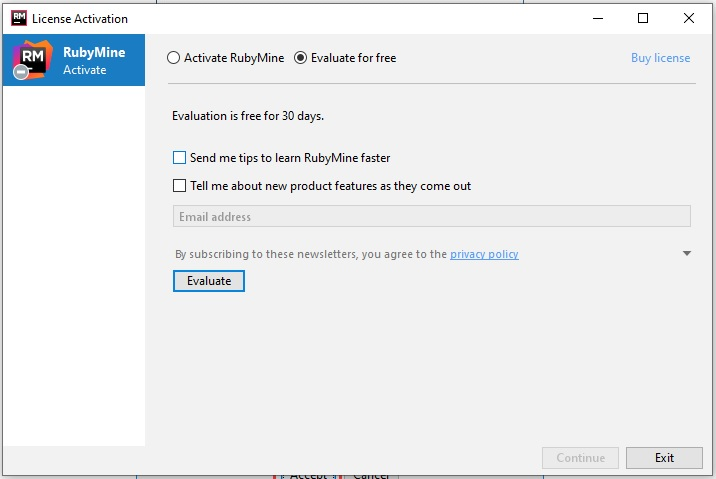 RM License Activation
RM RubyMine
Activate
Activate RubyMine Evaluate for free Buy license
Evaluation is free for 30 days.
Send me tips to learn RubyMine faster
Tell me about new product features as they come out
Email address
By subscribing to these newsletters, you agree to the privacy policy
Evaluate
Continue Exit
Accept Cancel